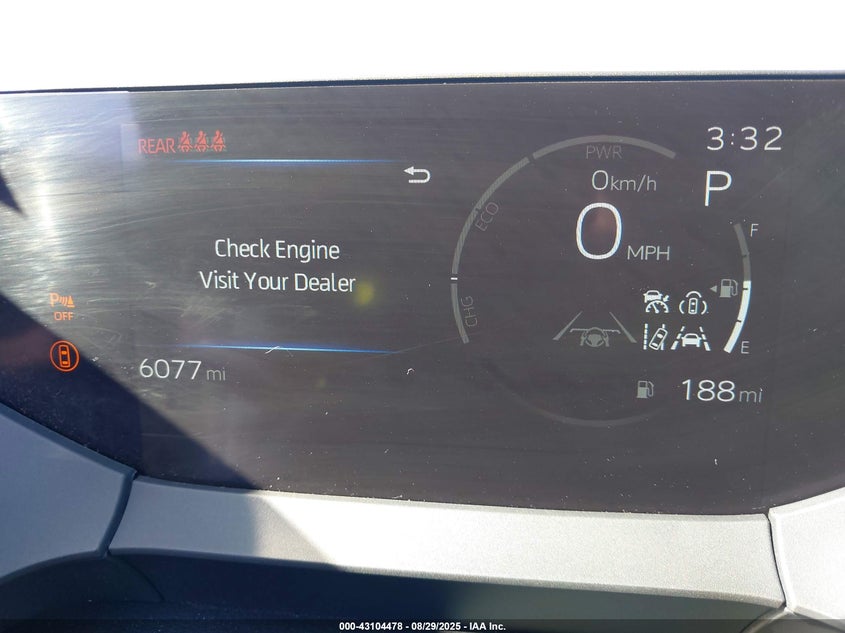 REAR
3:32
PWR
0km/h
P
ECO
0 MPH
F
Check Engine
Visit Your Dealer
CHG
P
OFF
E
6077 mi
188 mi
000-43104478 - 08/29/2025 - IAA Inc.